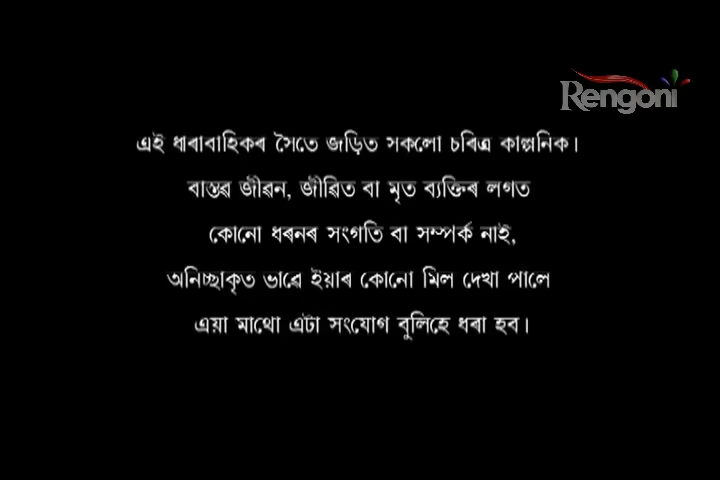 Rengoni
এই ধাৰাবাহিকৰ সৈতে জড়িত সকলো চৰিত্ৰ কাল্পনিক।
বাস্তৱ জীৱন, জীৱিত বা মৃত ব্যক্তিৰ লগত
কোনো ধৰনৰ সংগতি বা সম্পৰ্ক নাই,
অনিচ্ছাকৃত ভাৱে ইয়াৰ কোনো মিল দেখা পালে
এয়া মাথো এটা সংযোগ বুলিহে ধৰা হব।